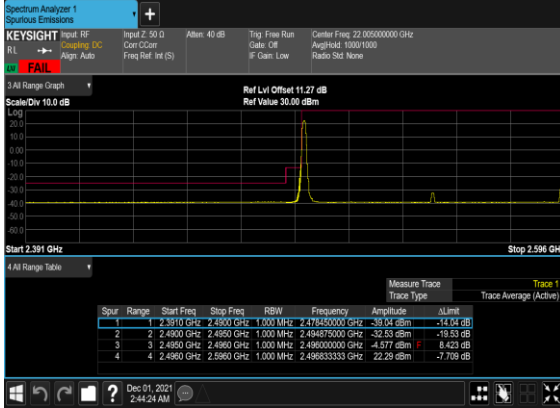 Spectrum Analyzer 1
Spurious Emissions
+
KEYSIGHT Input: RF Input Z: 50 Ω Atten: 40 dB Trig: Free Run Center Freq: 22.005000000 GHz
RL Coupling: DC Corr CCorr Gate: Off Avg|Hold: 1000/1000
Align: Auto Freq Ref: Int (S) IF Gain: Low Radio Std: None
FAIL
3 All Range Graph
Ref Lvl Offset 11.27 dB
Scale/Div 10.0 dB Ref Value 30.00 dBm
Log
20.0
10.0
0.00
-10.0
-20.0
-30.0
-40.0
-50.0
-60.0
Start 2.391 GHz Stop 2.596 GH
4 All Range Table
Measure Trace Trace 1
Trace Type Trace Average (Active)
Spur Range Start Freq Stop Freq RBW Frequency Amplitude ΔLimit
1 1 2.3910 GHz 2.4900 GHz 1.000 MHz 2.478450000 GHz -39.04 dBm -14.04 dB
2 2 2.4900 GHz 2.4950 GHz 1.000 MHz 2.494875000 GHz -32.53 dBm -19.53 dB
3 3 2.4950 GHz 2.4960 GHz 1.000 MHz 2.496000000 GHz -4.577 dBm F 8.423 dB
4 4 2.4960 GHz 2.5960 GHz 1.000 MHz 2.496833333 GHz 22.29 dBm -7.709 dB
? Dec 01, 2021
2:44:24 AM